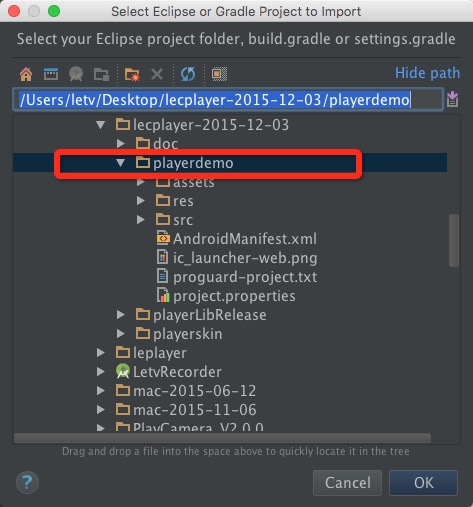 Select Eclipse or Gradle Project to Import
Select your Eclipse project folder, build.gradle or settings.gradle
Hide path
/Users/letv/Desktop/lecplayer-2015-12-03/playerdemo
lecplayer-2015-12-03
doc
playerdemo
assets
res
src
AndroidManifest.xml
ic_launcher-web.png
proguard-project.txt
project.properties
playerLibRelease
playerskin
leplayer
LetvRecorder
mac-2015-06-12
mac-2015-11-06
PlayCamera_V2.0.0
Drag and drop a file into the space above to quickly locate it in the tree
?
Cancel
OK